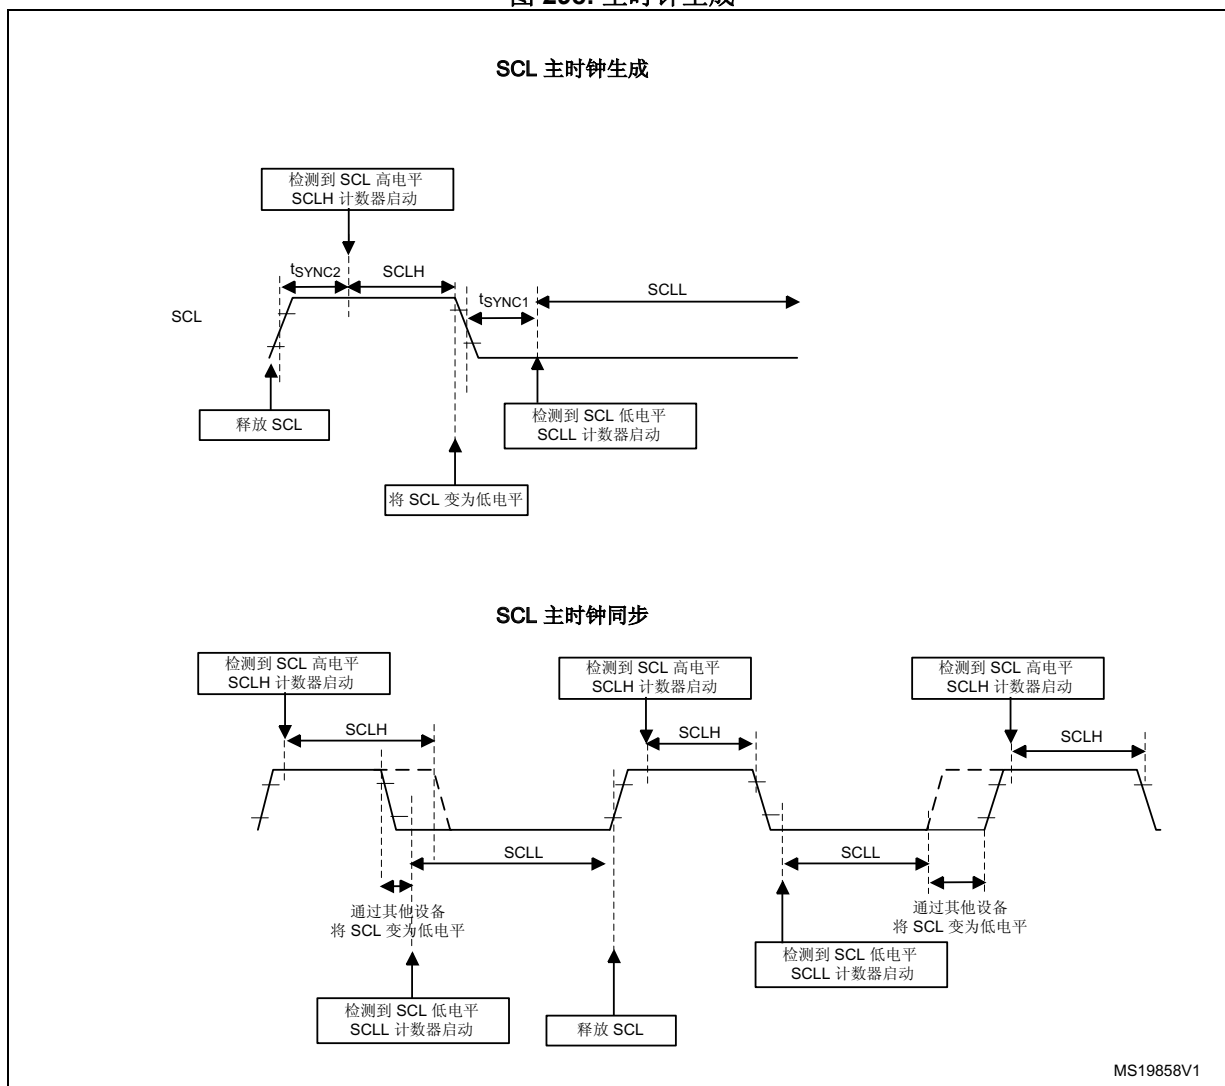 SCL 主时钟生成
检测到 SCL 高电平
SCLH 计数器启动
tSYNC2
SCLH
tSYNC1
SCLL
SCL
释放 SCL
检测到 SCL 低电平
SCLL 计数器启动
将 SCL 变为低电平
SCL 主时钟同步
检测到 SCL 高电平
SCLH 计数器启动
检测到 SCL 高电平
SCLH 计数器启动
检测到 SCL 高电平
SCLH 计数器启动
SCLH
SCLH
SCLH
SCLL
SCLL
通过其他设备
将 SCL 变为低电平
通过其他设备
将 SCL 变为低电平
检测到 SCL 低电平
SCLL 计数器启动
检测到 SCL 低电平
SCLL 计数器启动
释放 SCL
MS19858V1